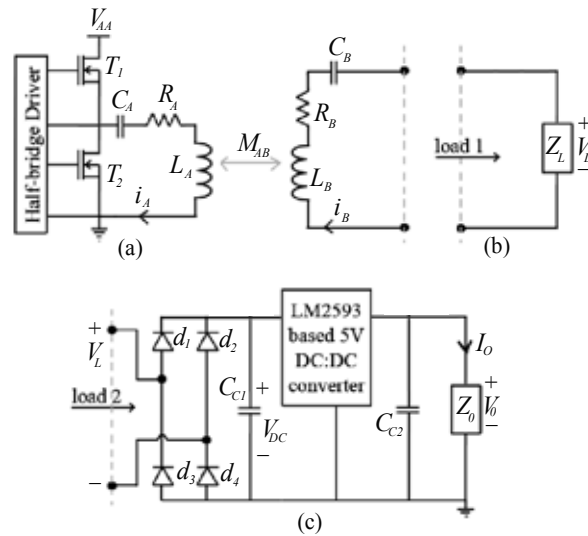 V_AA
Half-bridge Driver
T_1
T_2
C_A
R_A
L_A
i_A
M_AB
C_B
R_B
L_B
i_B
(a)
load 1
Z_L
+
V_L
−
(b)
+
V_L
load 2
−
d_1
d_2
d_3
d_4
C_C1
+
V_DC
−
LM2593
based 5V
DC:DC
converter
C_C2
I_O
Z_0
+
V_0
−
(c)